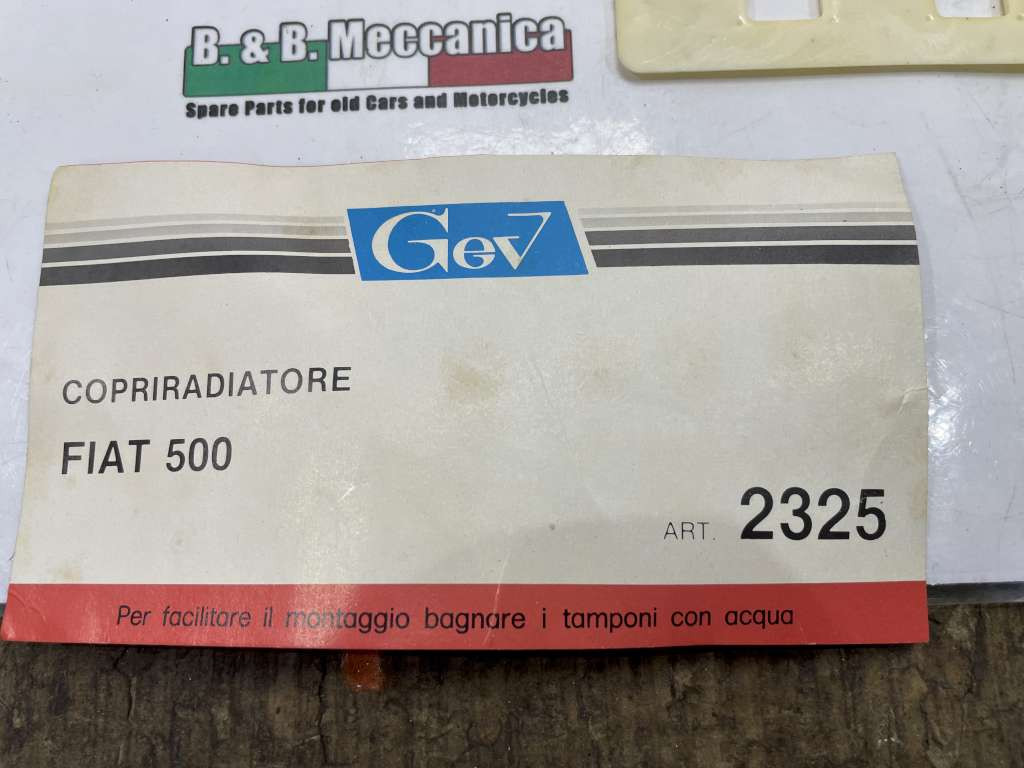 B. & B. Meccanica
Spare Parts for old Cars and Motorcycles
Gev
COPRIRADIATORE
FIAT 500
ART. 2325
Per facilitare il montaggio bagnare i tamponi con acqua